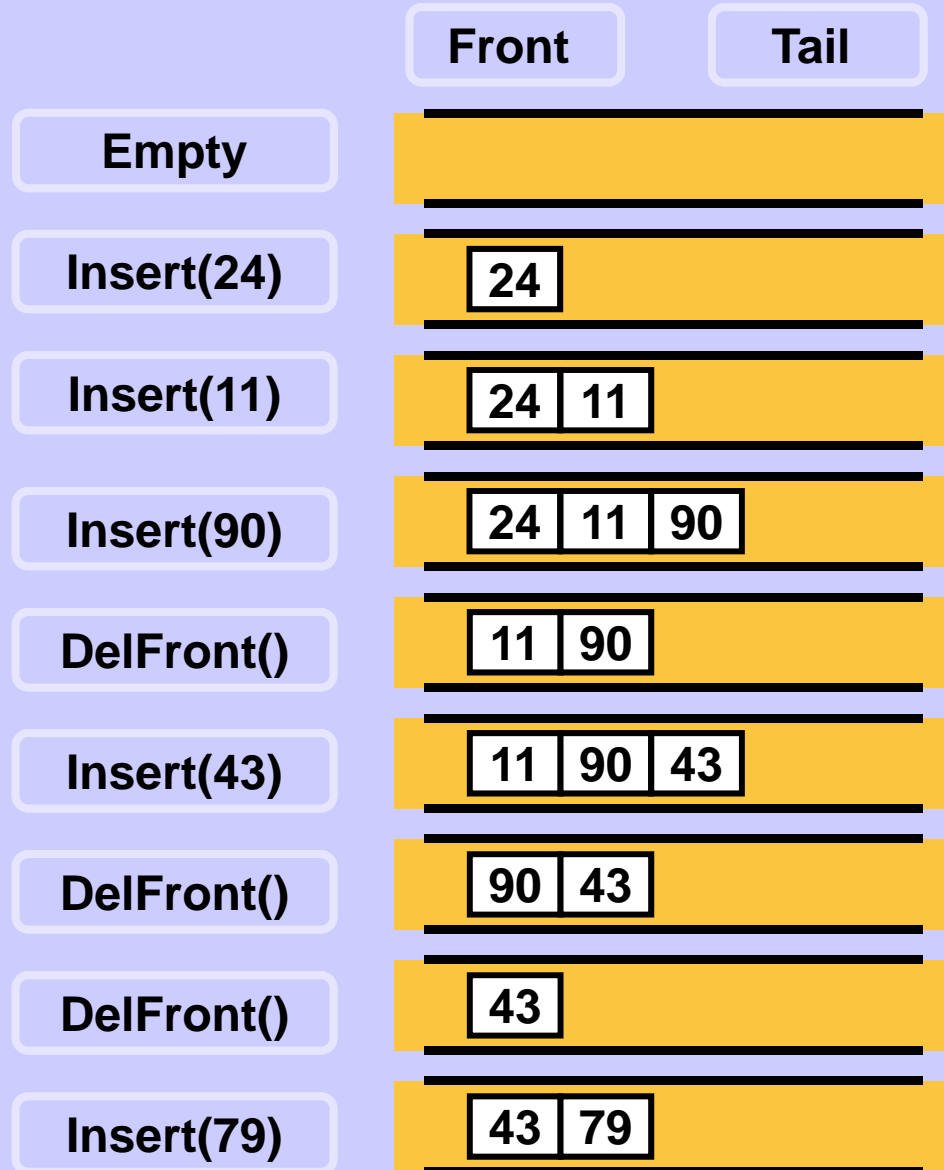 Front Tail
Empty
Insert(24) 24
Insert(11) 24 11
Insert(90) 24 11 90
DelFront() 11 90
Insert(43) 11 90 43
DelFront() 90 43
DelFront() 43
Insert(79) 43 79